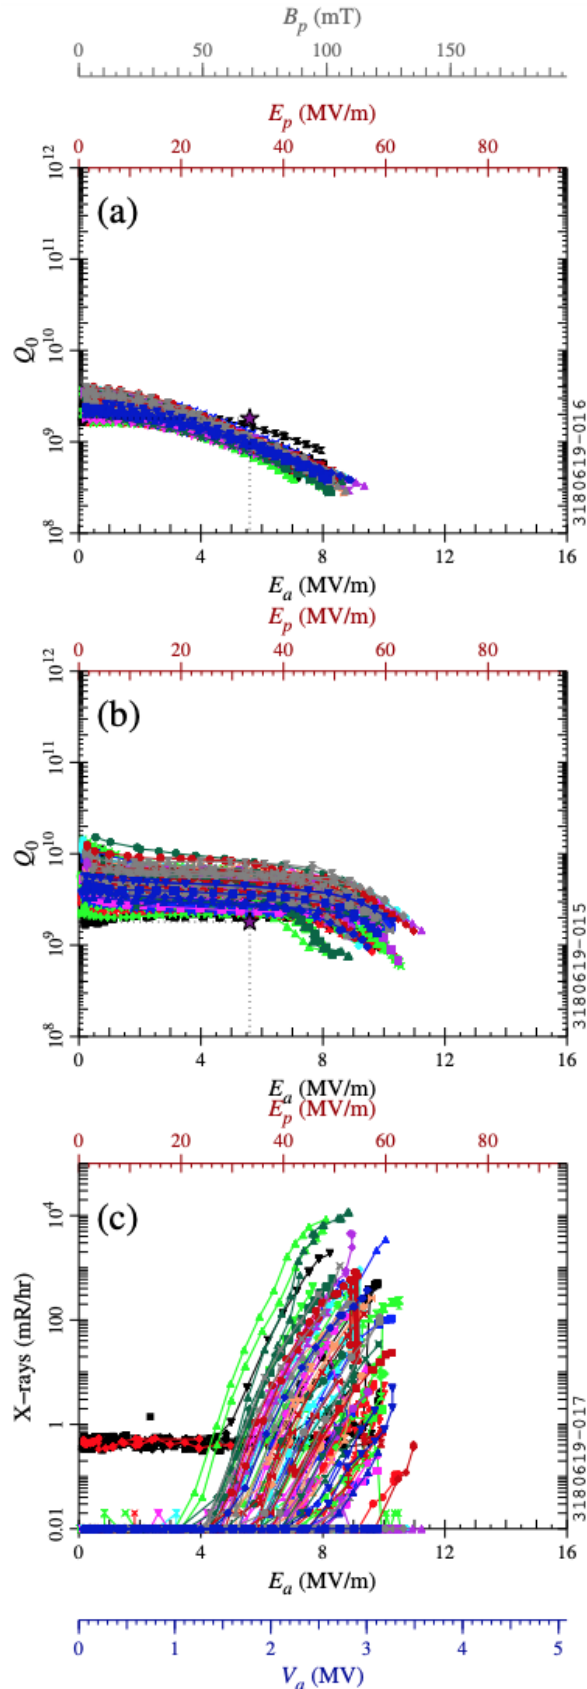 B_p (mT)
0 50 100 150
E_p (MV/m)
0 20 40 60 80
(a)
10^12
10^11
10^10
10^9
10^8
Q_0
0 4 8 12 16
E_a (MV/m)
3180619-016
E_p (MV/m)
0 20 40 60 80
(b)
10^12
10^11
10^10
10^9
10^8
Q_0
0 4 8 12 16
E_a (MV/m)
3180619-015
E_p (MV/m)
0 20 40 60 80
(c)
10^4
100
1
0.01
X-rays (mR/hr)
0 4 8 12 16
E_a (MV/m)
3180619-017
0 1 2 3 4 5
V_a (MV)